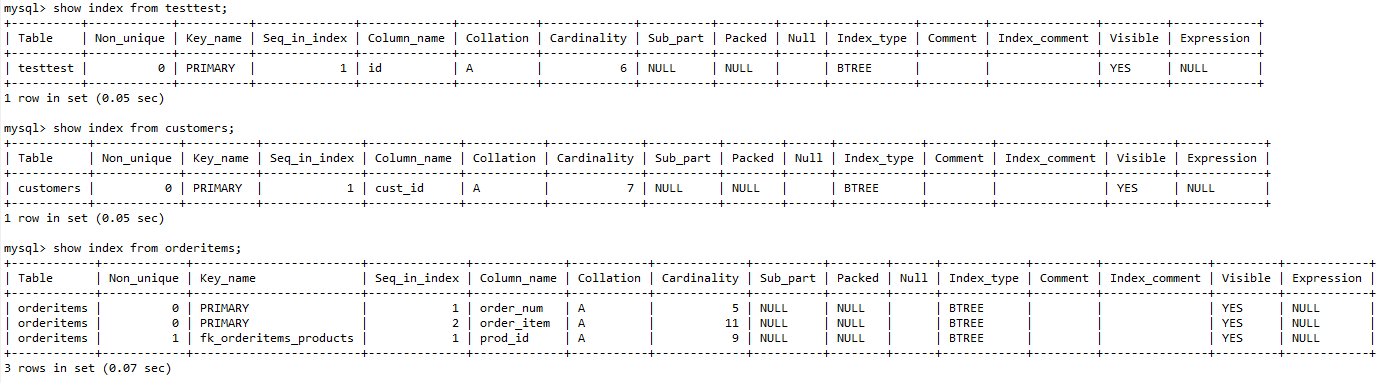 mysql> show index from testtest;
+----------+------------+----------+--------------+-------------+-----------+-------------+----------+--------+------+------------+---------+---------------+---------+------------+
| Table    | Non_unique | Key_name | Seq_in_index | Column_name | Collation | Cardinality | Sub_part | Packed | Null | Index_type | Comment | Index_comment | Visible | Expression |
+----------+------------+----------+--------------+-------------+-----------+-------------+----------+--------+------+------------+---------+---------------+---------+------------+
| testtest |          0 | PRIMARY  |            1 | id          | A         |           6 | NULL     | NULL   |      | BTREE      |         |               | YES     | NULL       |
+----------+------------+----------+--------------+-------------+-----------+-------------+----------+--------+------+------------+---------+---------------+---------+------------+
1 row in set (0.05 sec)
mysql> show index from customers;
+-----------+------------+----------+--------------+-------------+-----------+-------------+----------+--------+------+------------+---------+---------------+---------+------------+
| Table     | Non_unique | Key_name | Seq_in_index | Column_name | Collation | Cardinality | Sub_part | Packed | Null | Index_type | Comment | Index_comment | Visible | Expression |
+-----------+------------+----------+--------------+-------------+-----------+-------------+----------+--------+------+------------+---------+---------------+---------+------------+
| customers |          0 | PRIMARY  |            1 | cust_id     | A         |           7 | NULL     | NULL   |      | BTREE      |         |               | YES     | NULL       |
+-----------+------------+----------+--------------+-------------+-----------+-------------+----------+--------+------+------------+---------+---------------+---------+------------+
1 row in set (0.05 sec)
mysql> show index from orderitems;
+------------+------------+------------------------+--------------+-------------+-----------+-------------+----------+--------+------+------------+---------+---------------+---------+------------+
| Table      | Non_unique | Key_name               | Seq_in_index | Column_name | Collation | Cardinality | Sub_part | Packed | Null | Index_type | Comment | Index_comment | Visible | Expression |
+------------+------------+------------------------+--------------+-------------+-----------+-------------+----------+--------+------+------------+---------+---------------+---------+------------+
| orderitems |          0 | PRIMARY                |            1 | order_num   | A         |           5 | NULL     | NULL   |      | BTREE      |         |               | YES     | NULL       |
| orderitems |          0 | PRIMARY                |            2 | order_item  | A         |          11 | NULL     | NULL   |      | BTREE      |         |               | YES     | NULL       |
| orderitems |          1 | fk_orderitems_products |            1 | prod_id     | A         |           9 | NULL     | NULL   |      | BTREE      |         |               | YES     | NULL       |
+------------+------------+------------------------+--------------+-------------+-----------+-------------+----------+--------+------+------------+---------+---------------+---------+------------+
3 rows in set (0.07 sec)